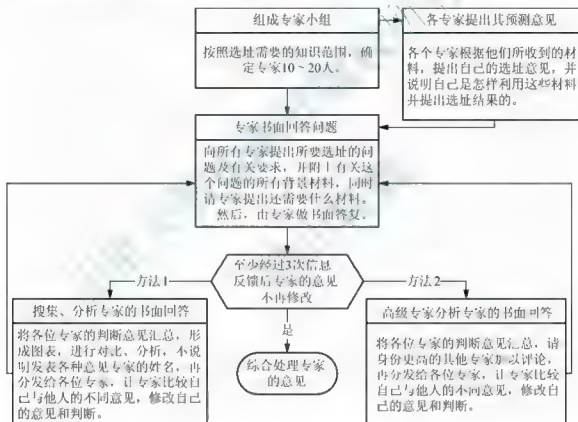 组成专家小组
按照选址需要的知识范围，确
定专家10～20人。
各专家提出其预测意见
各个专家根据他们所收到的材
料，提出自己的选址意见，并
说明自己是怎样利用这些材料
并提出选址结果的。
专家书面回答问题
向所有专家提出所要选址的问
题及有关要求，并附上有关这
个问题的所有背景材料，同时
请专家提出还需要什么材料。
然后，由专家做书面答复。
至少经过3次信息
反馈后专家的意见
不再修改
方法1
方法2
搜集、分析专家的书面回答
将各位专家的判断意见汇总，形
成图表，进行对比、分析，不说
明发表各种意见专家的姓名，再
分发给各位专家，让专家比较自
己与他人的不同意见，修改自己
的意见和判断。
是
综合处理专家
的意见
高级专家分析专家的书面回答
将各位专家的判断意见汇总，请
身份更高的其他专家加以评论，
再分发给各位专家，让专家比较
自己与他人的不同意见，修改自
己的意见和判断。